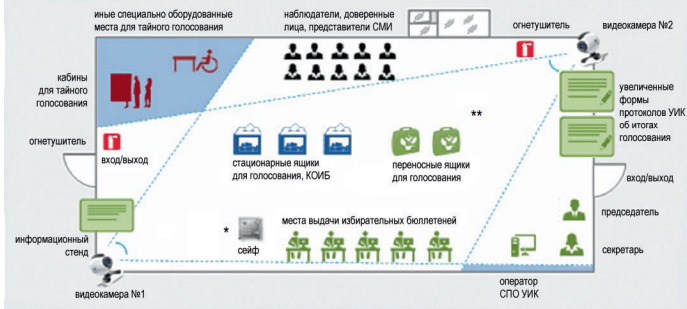 иные специально оборудованные
места для тайного голосования
наблюдатели, доверенные
лица, представители СМИ
огнетушитель
видеокамера №2
кабины
для тайного
голосования
увеличенные
формы
протоколов УИК
об итогах
голосования
**
огнетушитель
вход/выход
стационарные ящики
для голосования, КОИБ
переносные ящики
для голосования
вход/выход
председатель
места выдачи избирательных бюллетеней
*
сейф
информационный
стенд
секретарь
видеокамера №1
оператор
СПО УИК